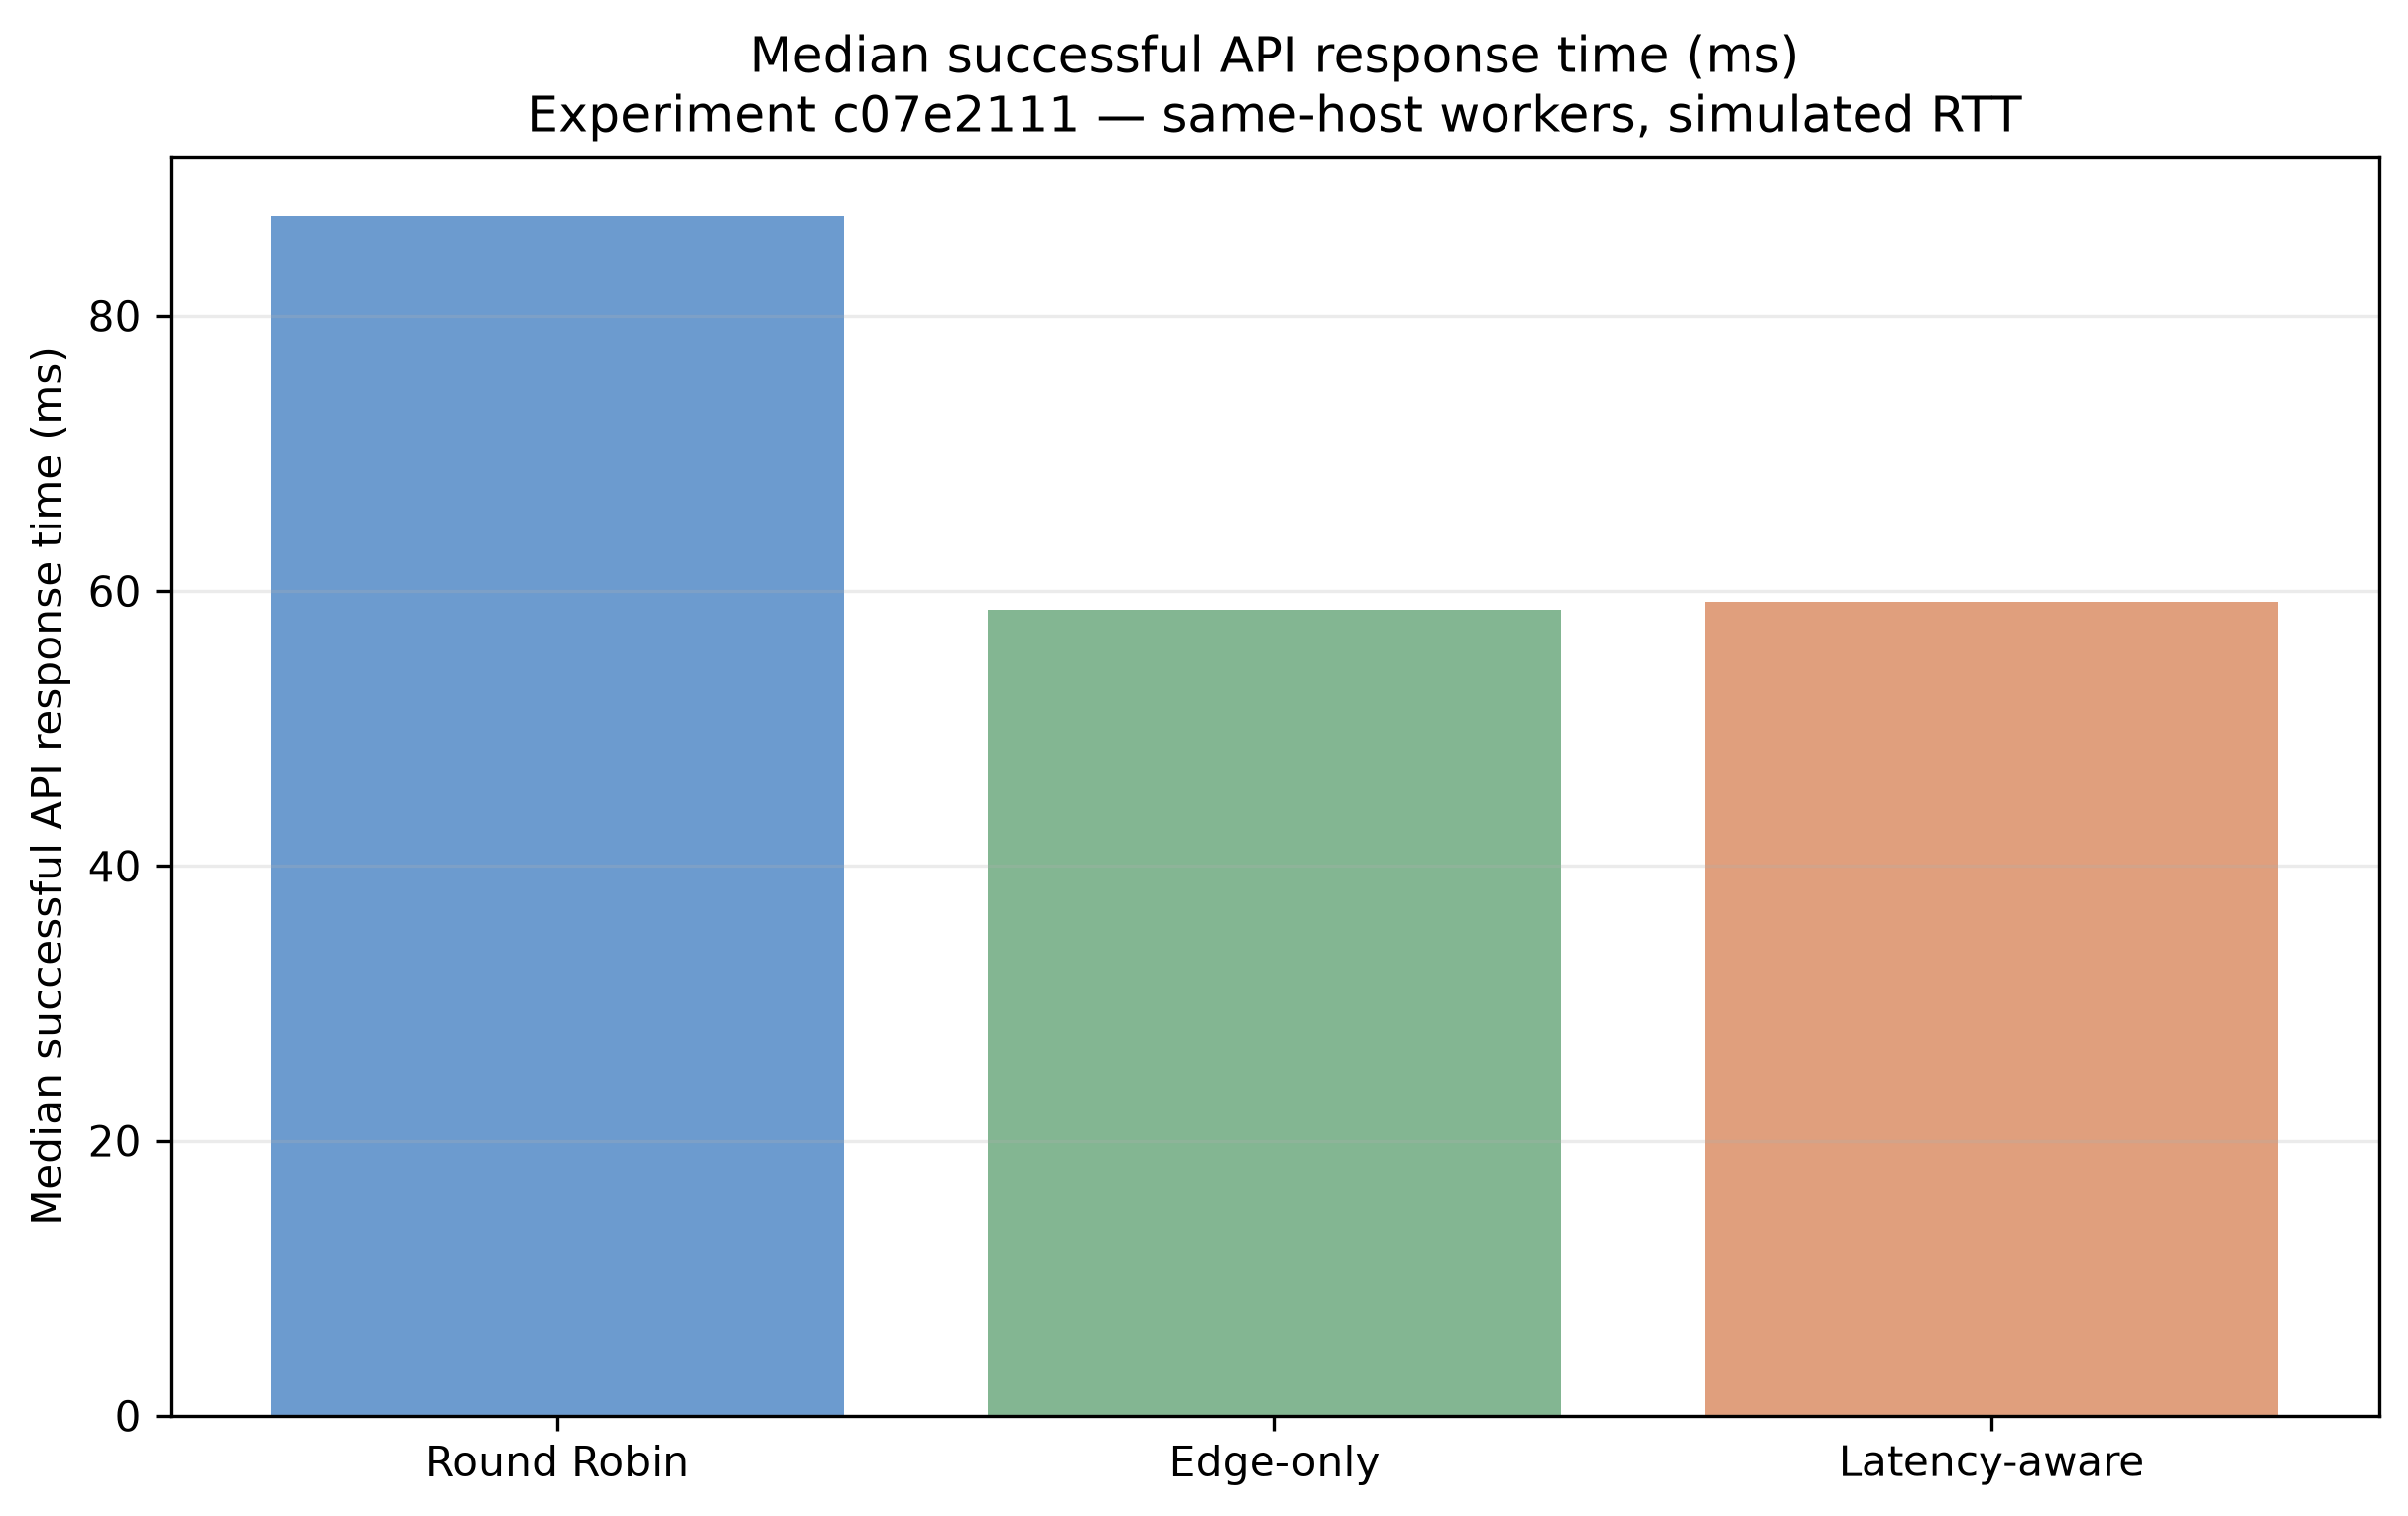 Median successful API response time (ms)
Experiment c07e2111 — same-host workers, simulated RTT
Median successful API response time (ms)
80
60
40
20
0
Round Robin
Edge-only
Latency-aware